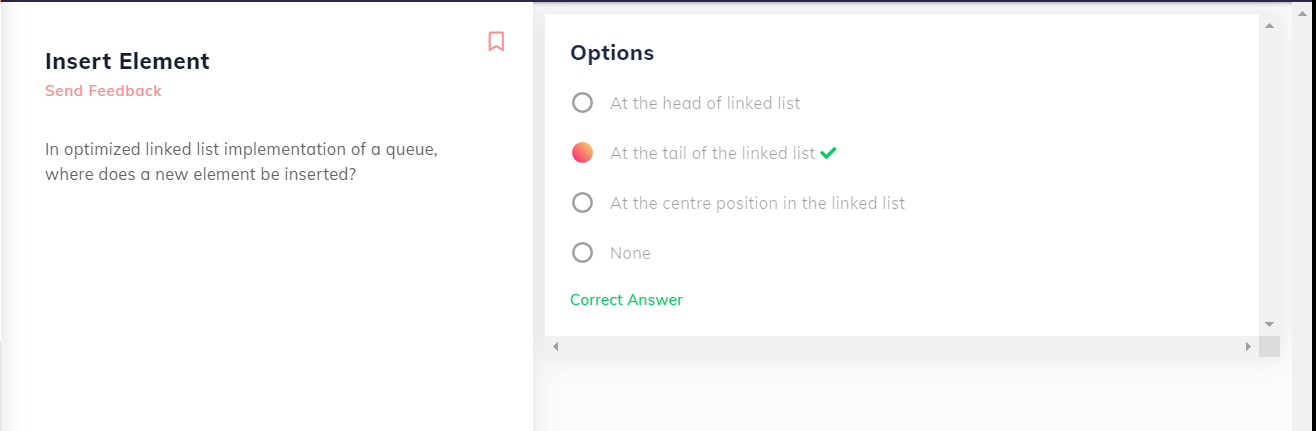 Insert Element
Send Feedback
In optimized linked list implementation of a queue,
where does a new element be inserted?
Options
At the head of linked list
At the tail of the linked list
At the centre position in the linked list
None
Correct Answer